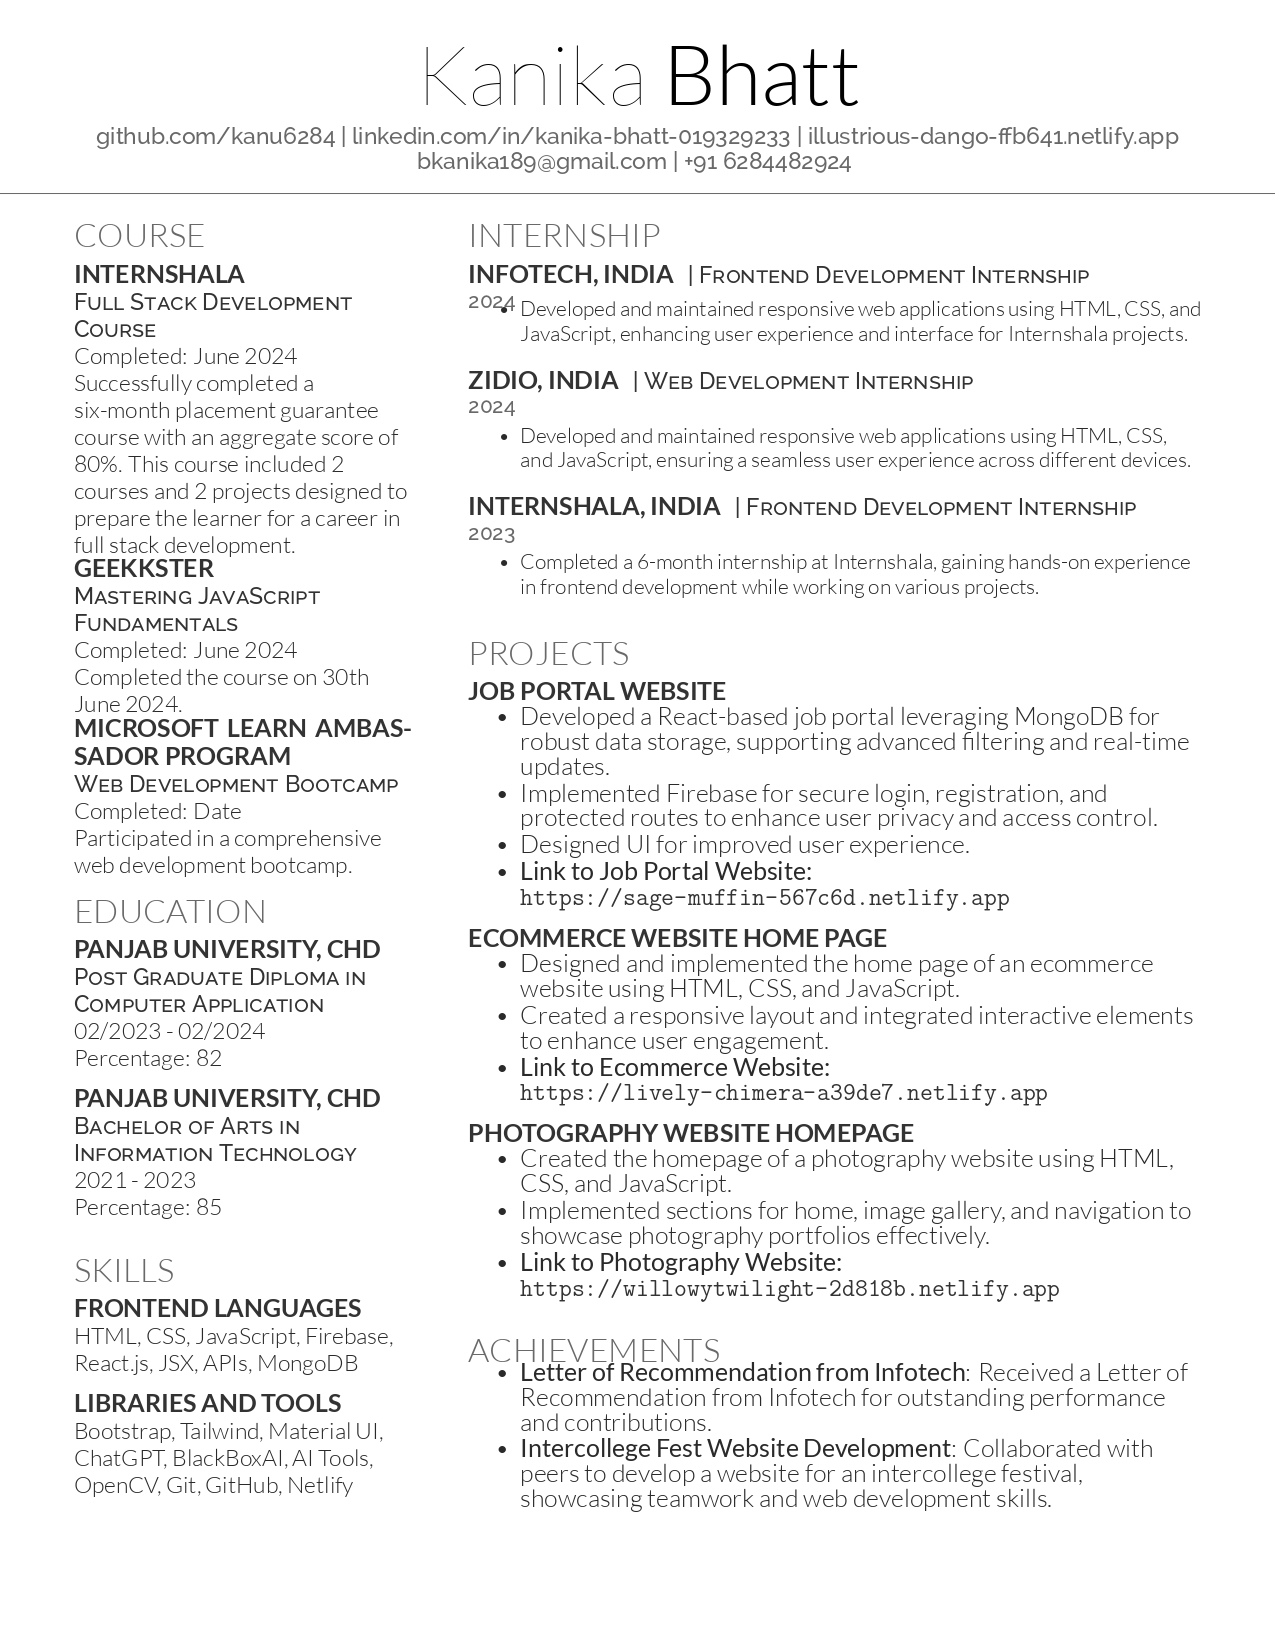 Kanika Bhatt
github.com/kanu6284 | linkedin.com/in/kanika-bhatt-019329233 | illustrious-dango-ffb641.netlify.app
bkanika189@gmail.com | +91 6284482924
COURSE
INTERNSHALA
Full Stack Development
Course
Completed: June 2024
Successfully completed a
six-month placement guarantee
course with an aggregate score of
80%. This course included 2
courses and 2 projects designed to
prepare the learner for a career in
full stack development.
GEEKKSTER
Mastering JavaScript
Fundamentals
Completed: June 2024
Completed the course on 30th
June 2024.
MICROSOFT LEARN AMBAS-
SADOR PROGRAM
Web Development Bootcamp
Completed: Date
Participated in a comprehensive
web development bootcamp.
EDUCATION
PANJAB UNIVERSITY, CHD
Post Graduate Diploma in
Computer Application
02/2023 - 02/2024
Percentage: 82
PANJAB UNIVERSITY, CHD
Bachelor of Arts in
Information Technology
2021 - 2023
Percentage: 85
SKILLS
FRONTEND LANGUAGES
HTML, CSS, JavaScript, Firebase,
React.js, JSX, APIs, MongoDB
LIBRARIES AND TOOLS
Bootstrap, Tailwind, Material UI,
ChatGPT, BlackBoxAI, AI Tools,
OpenCV, Git, GitHub, Netlify
INTERNSHIP
INFOTECH, INDIA | Frontend Development Internship
2024
• Developed and maintained responsive web applications using HTML, CSS, and
JavaScript, enhancing user experience and interface for Internshala projects.
ZIDIO, INDIA | Web Development Internship
2024
• Developed and maintained responsive web applications using HTML, CSS,
and JavaScript, ensuring a seamless user experience across different devices.
INTERNSHALA, INDIA | Frontend Development Internship
2023
• Completed a 6-month internship at Internshala, gaining hands-on experience
in frontend development while working on various projects.
PROJECTS
JOB PORTAL WEBSITE
• Developed a React-based job portal leveraging MongoDB for
robust data storage, supporting advanced filtering and real-time
updates.
• Implemented Firebase for secure login, registration, and
protected routes to enhance user privacy and access control.
• Designed UI for improved user experience.
• Link to Job Portal Website:
https://sage-muffin-567c6d.netlify.app
ECOMMERCE WEBSITE HOME PAGE
• Designed and implemented the home page of an ecommerce
website using HTML, CSS, and JavaScript.
• Created a responsive layout and integrated interactive elements
to enhance user engagement.
• Link to Ecommerce Website:
https://lively-chimera-a39de7.netlify.app
PHOTOGRAPHY WEBSITE HOMEPAGE
• Created the homepage of a photography website using HTML,
CSS, and JavaScript.
• Implemented sections for home, image gallery, and navigation to
showcase photography portfolios effectively.
• Link to Photography Website:
https://willowytwilight-2d818b.netlify.app
ACHIEVEMENTS
• Letter of Recommendation from Infotech: Received a Letter of
Recommendation from Infotech for outstanding performance
and contributions.
• Intercollege Fest Website Development: Collaborated with
peers to develop a website for an intercollege festival,
showcasing teamwork and web development skills.